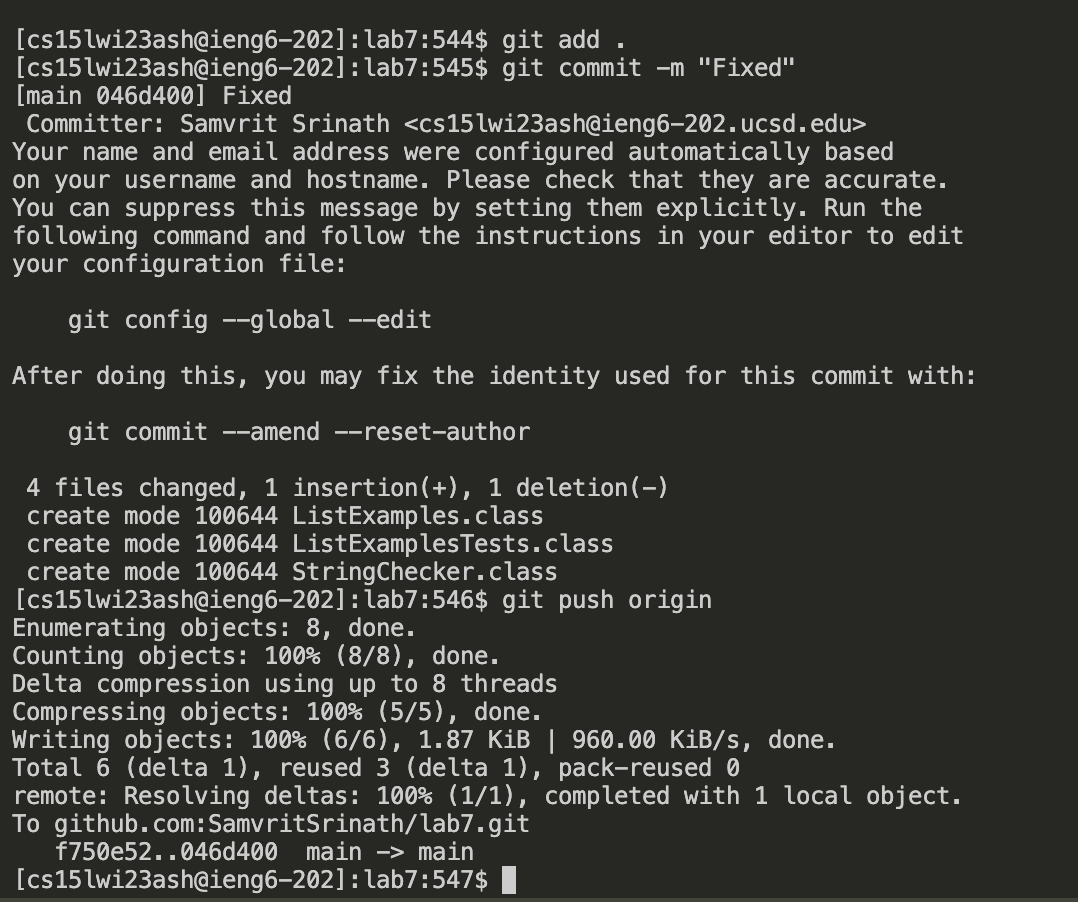 [cs15lwi23ash@ieng6-202]:lab7:544$ git add .
[cs15lwi23ash@ieng6-202]:lab7:545$ git commit -m "Fixed"
[main 046d400] Fixed
 Committer: Samvrit Srinath <cs15lwi23ash@ieng6-202.ucsd.edu>
Your name and email address were configured automatically based
on your username and hostname. Please check that they are accurate.
You can suppress this message by setting them explicitly. Run the
following command and follow the instructions in your editor to edit
your configuration file:

    git config --global --edit

After doing this, you may fix the identity used for this commit with:

    git commit --amend --reset-author

 4 files changed, 1 insertion(+), 1 deletion(-)
 create mode 100644 ListExamples.class
 create mode 100644 ListExamplesTests.class
 create mode 100644 StringChecker.class
[cs15lwi23ash@ieng6-202]:lab7:546$ git push origin
Enumerating objects: 8, done.
Counting objects: 100% (8/8), done.
Delta compression using up to 8 threads
Compressing objects: 100% (5/5), done.
Writing objects: 100% (6/6), 1.87 KiB | 960.00 KiB/s, done.
Total 6 (delta 1), reused 3 (delta 1), pack-reused 0
remote: Resolving deltas: 100% (1/1), completed with 1 local object.
To github.com:SamvritSrinath/lab7.git
   f750e52..046d400  main -> main
[cs15lwi23ash@ieng6-202]:lab7:547$